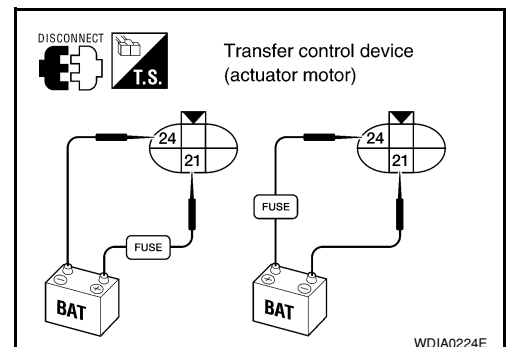 DISCONNECT
T.S.
Transfer control device
(actuator motor)
24
21
FUSE
BAT
24
21
FUSE
BAT
WDIA0224E